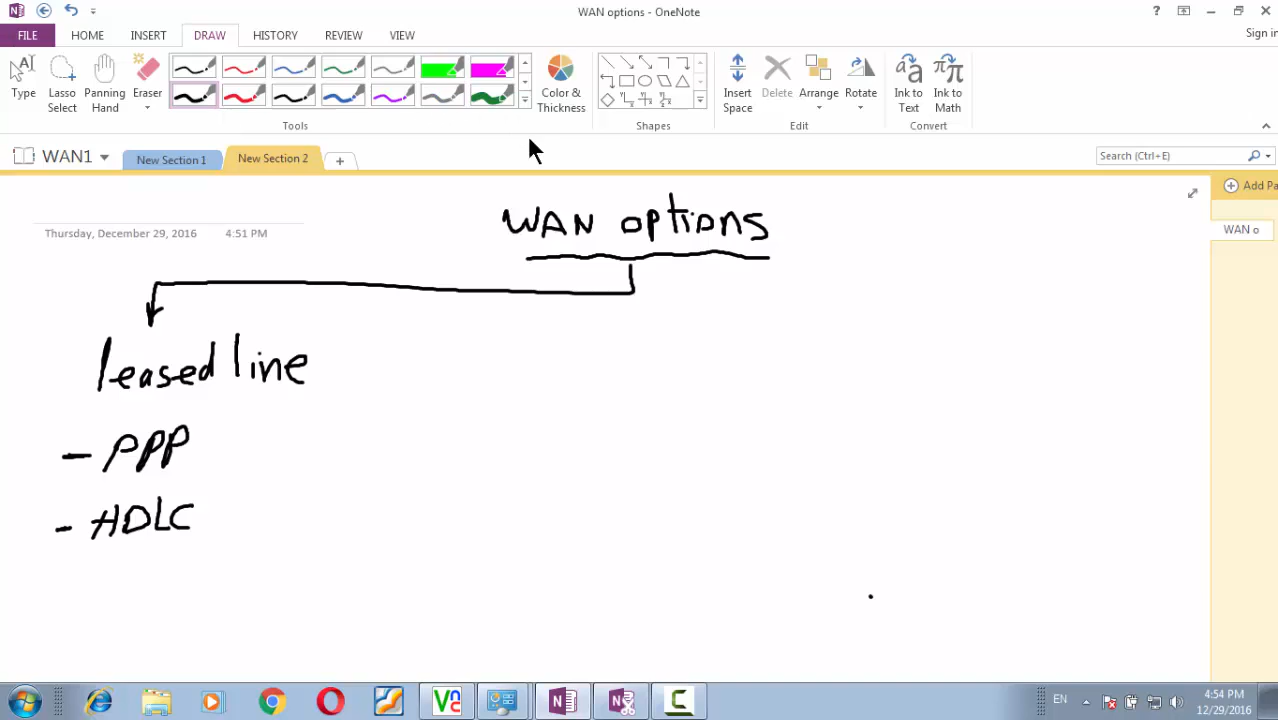 WAN options - OneNote
? 
Sign in
FILE HOME INSERT DRAW HISTORY REVIEW VIEW
Type
Lasso Select
Panning Hand
Eraser
Color & Thickness
Insert Space
Delete
Arrange
Rotate
Ink to Text
Ink to Math
Tools
Shapes
Edit
Convert
WAN1
New Section 1
New Section 2
Search (Ctrl+E)
Add Pa
WAN o
Thursday, December 29, 2016 4:51 PM
WAN options
leased line
- PPP
- HDLC
EN
4:54 PM
12/29/2016